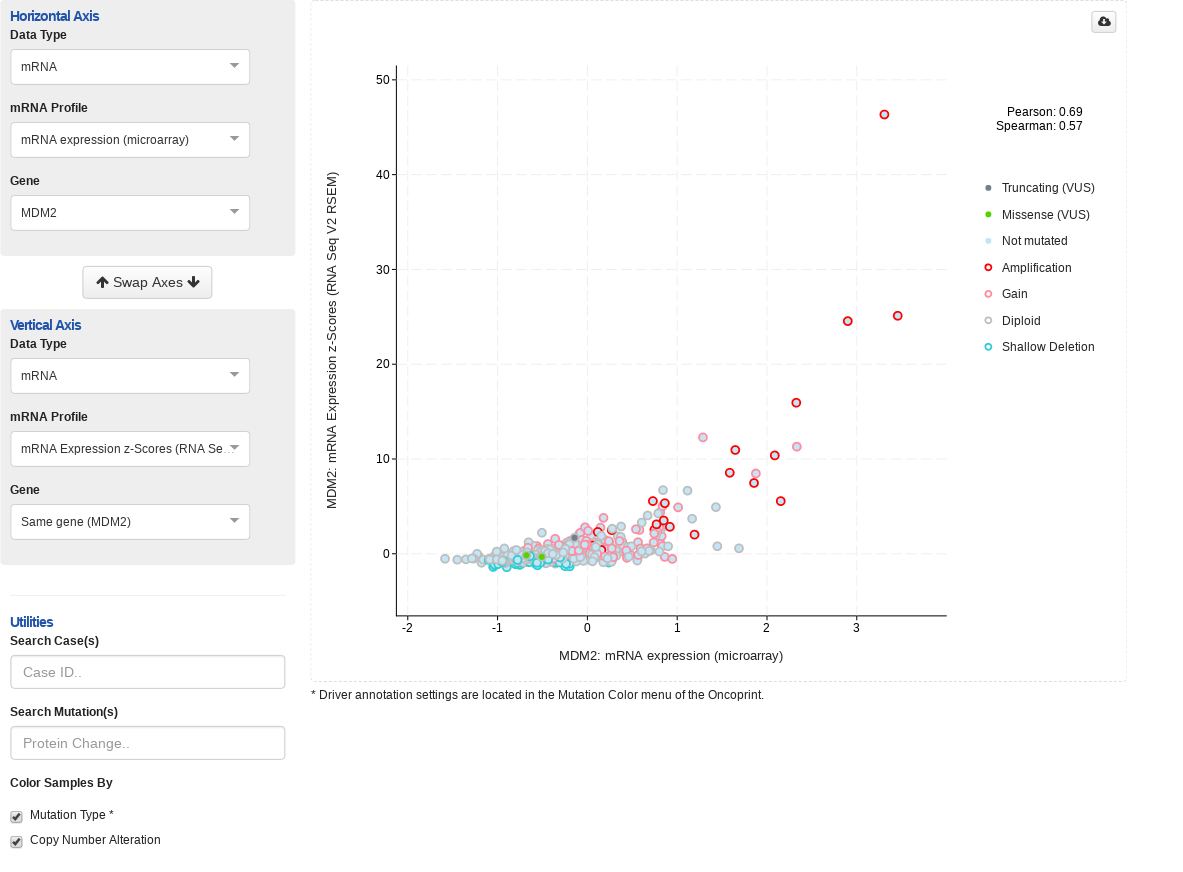 Horizontal Axis
Data Type
mRNA
mRNA Profile
mRNA expression (microarray)
Gene
MDM2
Swap Axes
Vertical Axis
Data Type
mRNA
mRNA Profile
mRNA Expression z-Scores (RNA Se...
Gene
Same gene (MDM2)
Utilities
Search Case(s)
Case ID..
Search Mutation(s)
Protein Change..
Color Samples By
Mutation Type *
Copy Number Alteration
MDM2: mRNA Expression z-Scores (RNA Seq V2 RSEM)
50
40
30
20
10
0
-2
-1
0
1
2
3
MDM2: mRNA expression (microarray)
Pearson: 0.69
Spearman: 0.57
Truncating (VUS)
Missense (VUS)
Not mutated
Amplification
Gain
Diploid
Shallow Deletion
* Driver annotation settings are located in the Mutation Color menu of the Oncoprint.